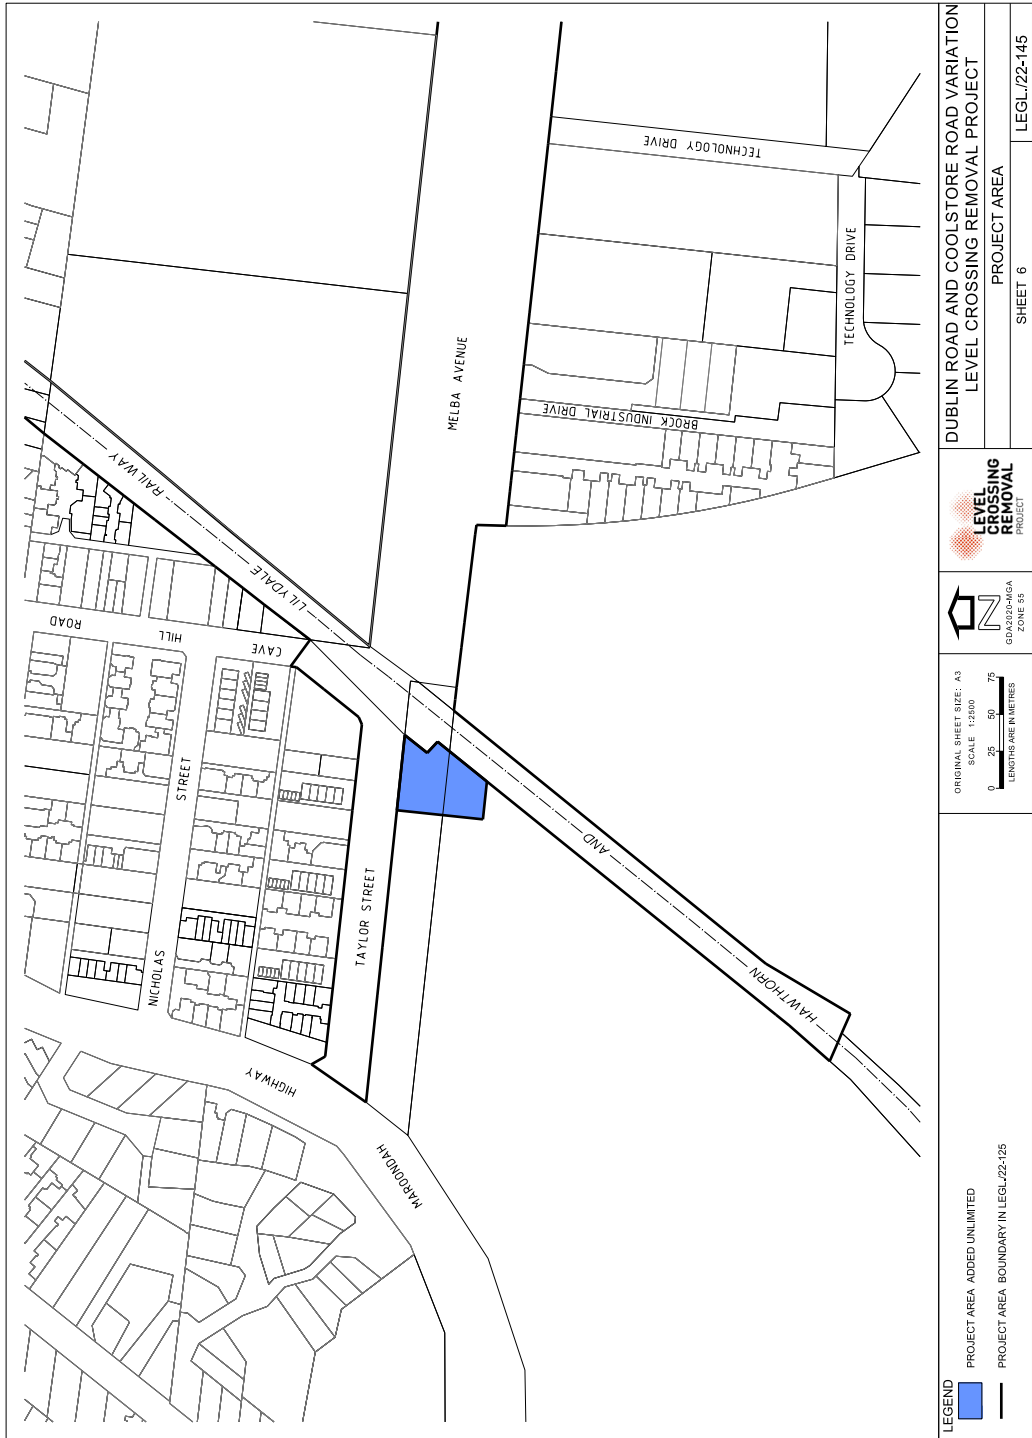 TECHNOLOGY DRIVE
TECHNOLOGY DRIVE
BROCK INDUSTRIAL DRIVE
MELBA AVENUE
RAILWAY
LILYDALE
AND
HAWTHORN
CAVE
HILL
ROAD
NICHOLAS
STREET
TAYLOR STREET
MAROONDAH
HIGHWAY
LEGEND
PROJECT AREA ADDED UNLIMITED
PROJECT AREA BOUNDARY IN LEGL./22-125
ORIGINAL SHEET SIZE: A3
SCALE 1:2500
0 25 50 75
LENGTHS ARE IN METRES
N
GDA2020-MGA
ZONE 55
LEVEL
CROSSING
REMOVAL
PROJECT
DUBLIN ROAD AND COOLSTORE ROAD VARIATION
LEVEL CROSSING REMOVAL PROJECT
PROJECT AREA
SHEET 6
LEGL./22-145